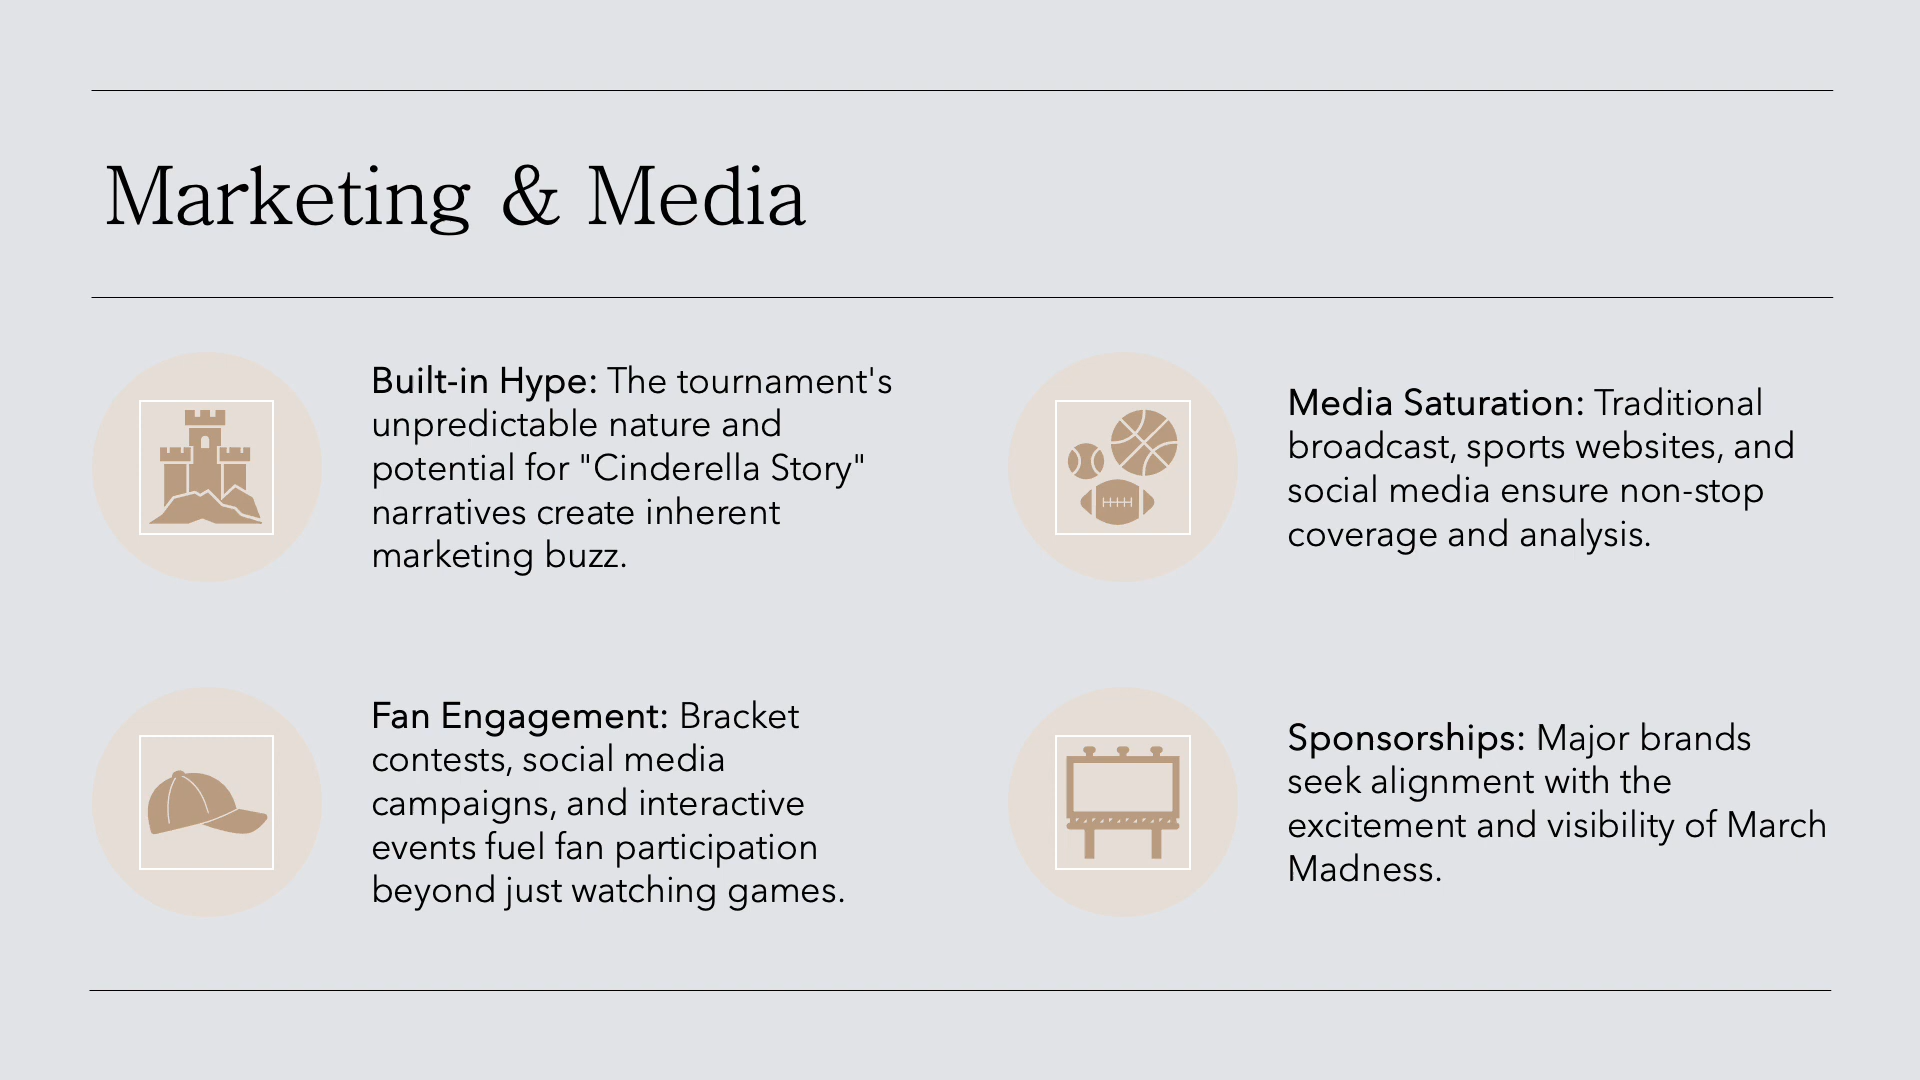 Marketing & Media
Built-in Hype: The tournament's
unpredictable nature and
potential for "Cinderella Story"
narratives create inherent
marketing buzz.
Media Saturation: Traditional
broadcast, sports websites, and
social media ensure non-stop
coverage and analysis.
Fan Engagement: Bracket
contests, social media
campaigns, and interactive
events fuel fan participation
beyond just watching games.
Sponsorships: Major brands
seek alignment with the
excitement and visibility of March
Madness.